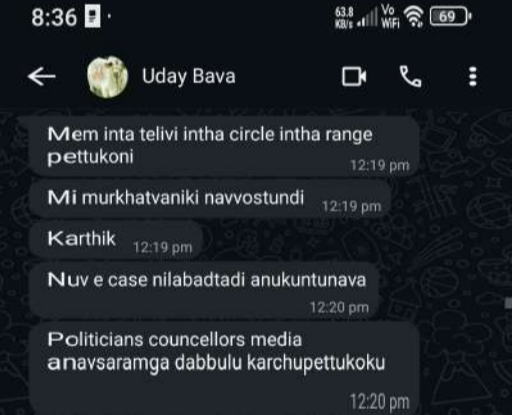 8:36
63.8 KB/s Vo WiFi 69
Uday Bava
Mem inta telivi intha circle intha range
pettukoni
12:19 pm
Mi murkhatvaniki navvostundi 12:19 pm
Karthik 12:19 pm
Nuv e case nilabadtadi anukuntunava
12:20 pm
Politicians councellors media
anavsaramga dabbulu karchupettukoku
12:20 pm